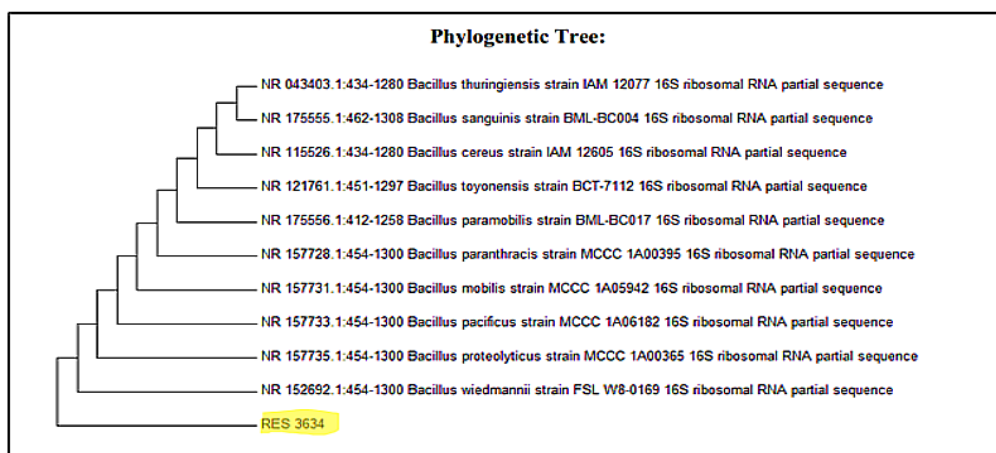 Phylogenetic Tree:
NR 043403.1:434-1280 Bacillus thuringiensis strain IAM 12077 16S ribosomal RNA partial sequence
NR 175555.1:462-1308 Bacillus sanguinis strain BML-BC004 16S ribosomal RNA partial sequence
NR 115526.1:434-1280 Bacillus cereus strain IAM 12605 16S ribosomal RNA partial sequence
NR 121761.1:451-1297 Bacillus toyonensis strain BCT-7112 16S ribosomal RNA partial sequence
NR 175556.1:412-1258 Bacillus paramobilis strain BML-BC017 16S ribosomal RNA partial sequence
NR 157728.1:454-1300 Bacillus paranthracis strain MCCC 1A00395 16S ribosomal RNA partial sequence
NR 157731.1:454-1300 Bacillus mobilis strain MCCC 1A05942 16S ribosomal RNA partial sequence
NR 157733.1:454-1300 Bacillus pacificus strain MCCC 1A06182 16S ribosomal RNA partial sequence
NR 157735.1:454-1300 Bacillus proteolyticus strain MCCC 1A00365 16S ribosomal RNA partial sequence
NR 152692.1:454-1300 Bacillus wiedmannii strain FSL W8-0169 16S ribosomal RNA partial sequence
RES 3634